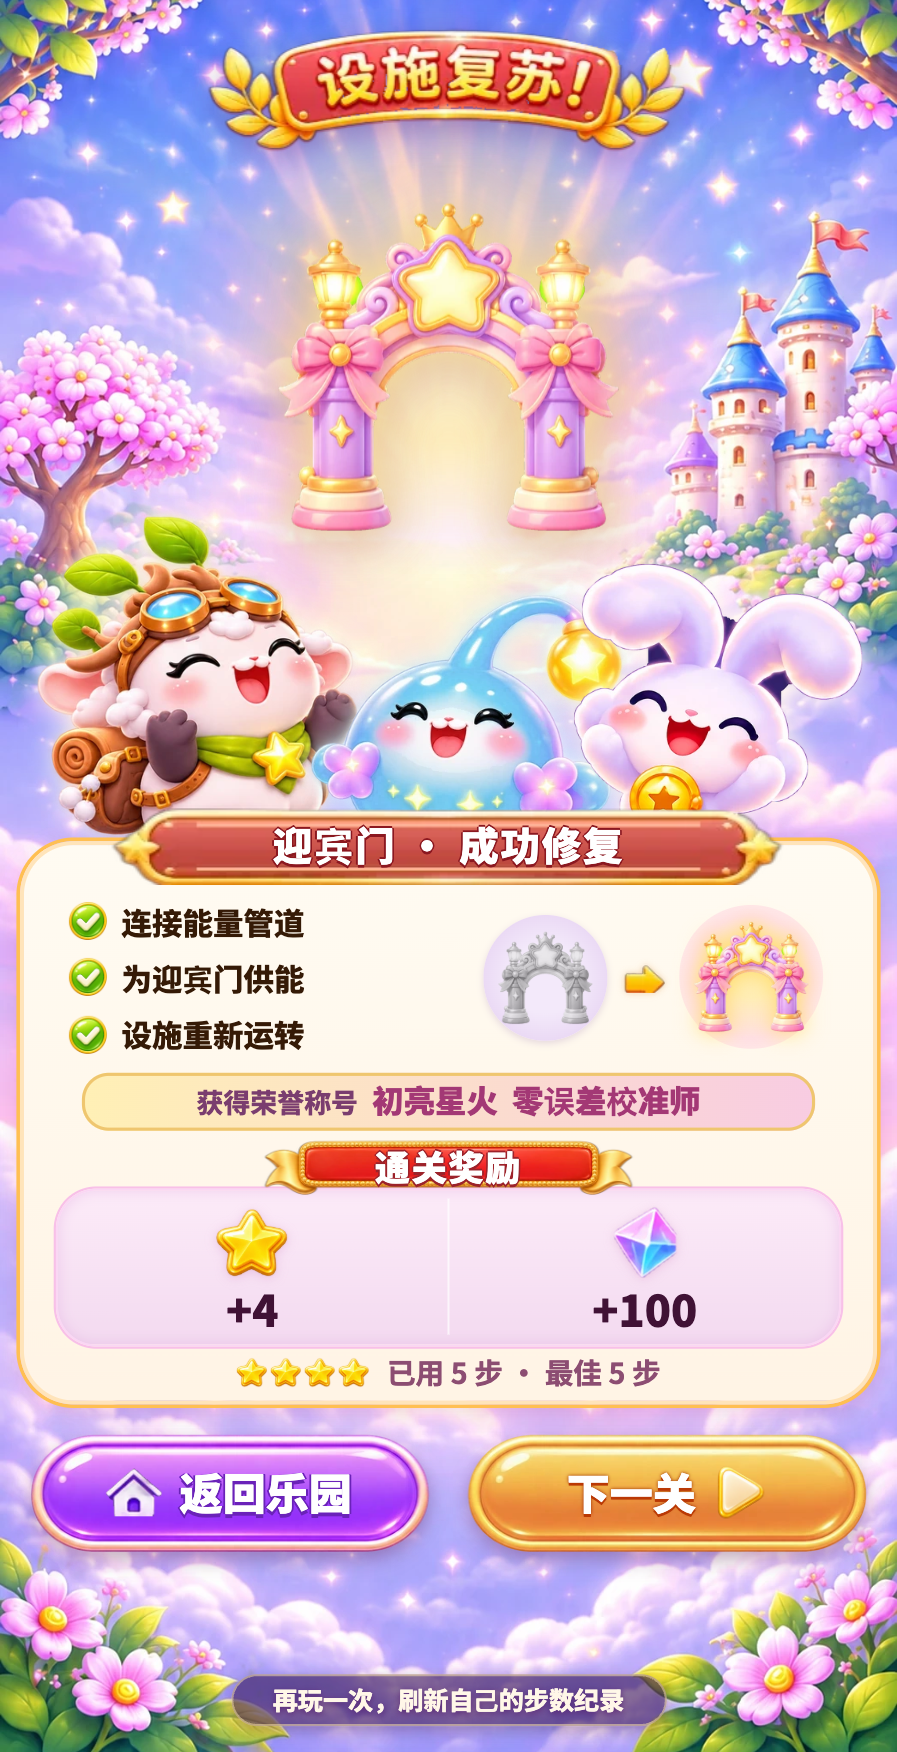 设施复苏!
迎宾门 · 成功修复
连接能量管道
为迎宾门供能
设施重新运转
获得荣誉称号 初亮星火 零误差校准师
通关奖励
+4 +100
已用 5 步 · 最佳 5 步
返回乐园 下一关
再玩一次，刷新自己的步数纪录